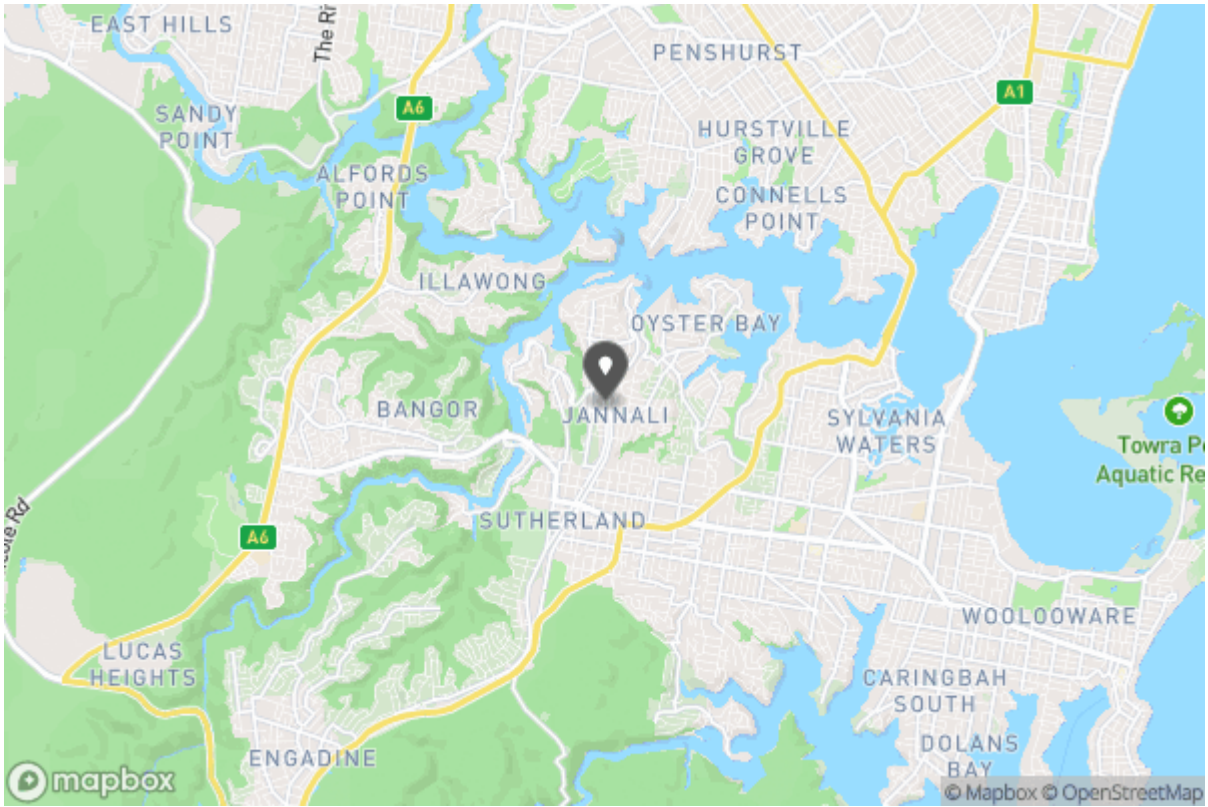 EAST HILLS
The Ri
PENSHURST
A6
A1
SANDY
POINT
HURSTVILLE
GROVE
ALFORDS
POINT
CONNELLS
POINT
ILLAWONG
OYSTER BAY
BANGOR
JANNALI
SYLVANIA
WATERS
Towra Po
Aquatic Re
SUTHERLAND
A6
WOOLOOWARE
LUCAS
HEIGHTS
CARINGBAH
SOUTH
ENGADINE
DOLANS
BAY
mapbox
© Mapbox © OpenStreetMap